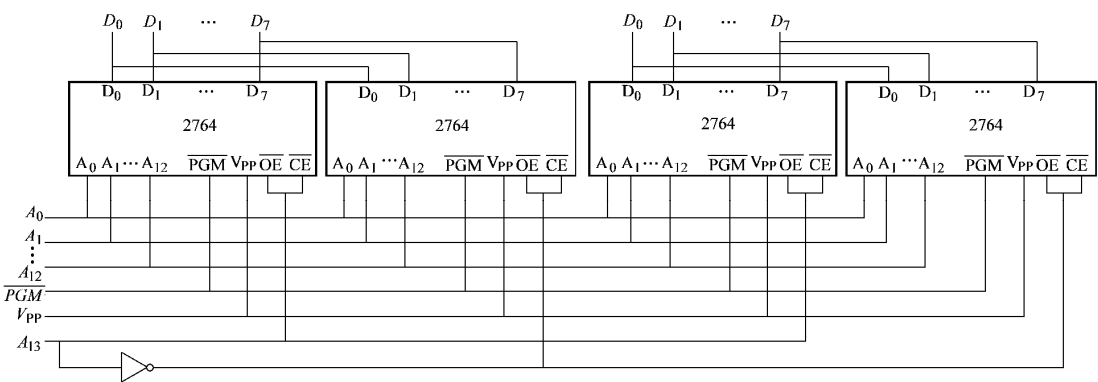 D0 D1 ... D7 D0 D1 ... D7
D0 D1 ... D7 D0 D1 ... D7 D0 D1 ... D7 D0 D1 ... D7
2764 2764 2764 2764
A0 A1 ... A12 PGM VPP OE CE A0 A1 ... A12 PGM VPP OE CE A0 A1 ... A12 PGM VPP OE CE A0 A1 ... A12 PGM VPP OE CE
A0
A1
⋮
A12
PGM
VPP
A13